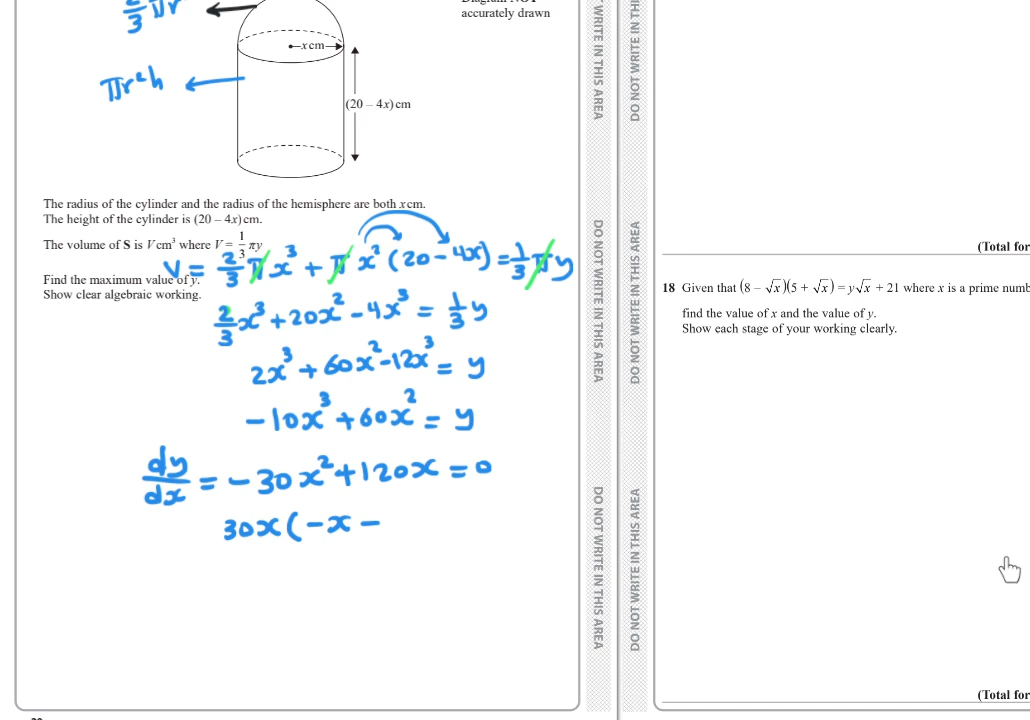 2/3 πr
accurately drawn
x cm
πr²h
(20 – 4x) cm
The radius of the cylinder and the radius of the hemisphere are both x cm.
The height of the cylinder is (20 – 4x) cm.
The volume of S is V cm³ where V = 1/3 πy
Find the maximum value of y.
Show clear algebraic working.
V = 2/3 π x³ + π x² (20 - 4x) = 1/3 π y
2/3 x³ + 20x² - 4x³ = 1/3 y
2x³ + 60x² - 12x³ = y
-10x³ + 60x² = y
dy/dx = -30x² + 120x = 0
30x(-x -
DO NOT WRITE IN THIS AREA
DO NOT WRITE IN THIS AREA
WRITE IN THIS AREA
DO NOT WRITE IN THIS AREA
DO NOT WRITE IN THIS AREA
DO NOT WRITE IN THI
(Total for
18 Given that (8 – √x)(5 + √x) = y√x + 21 where x is a prime numb
find the value of x and the value of y.
Show each stage of your working clearly.
(Total for